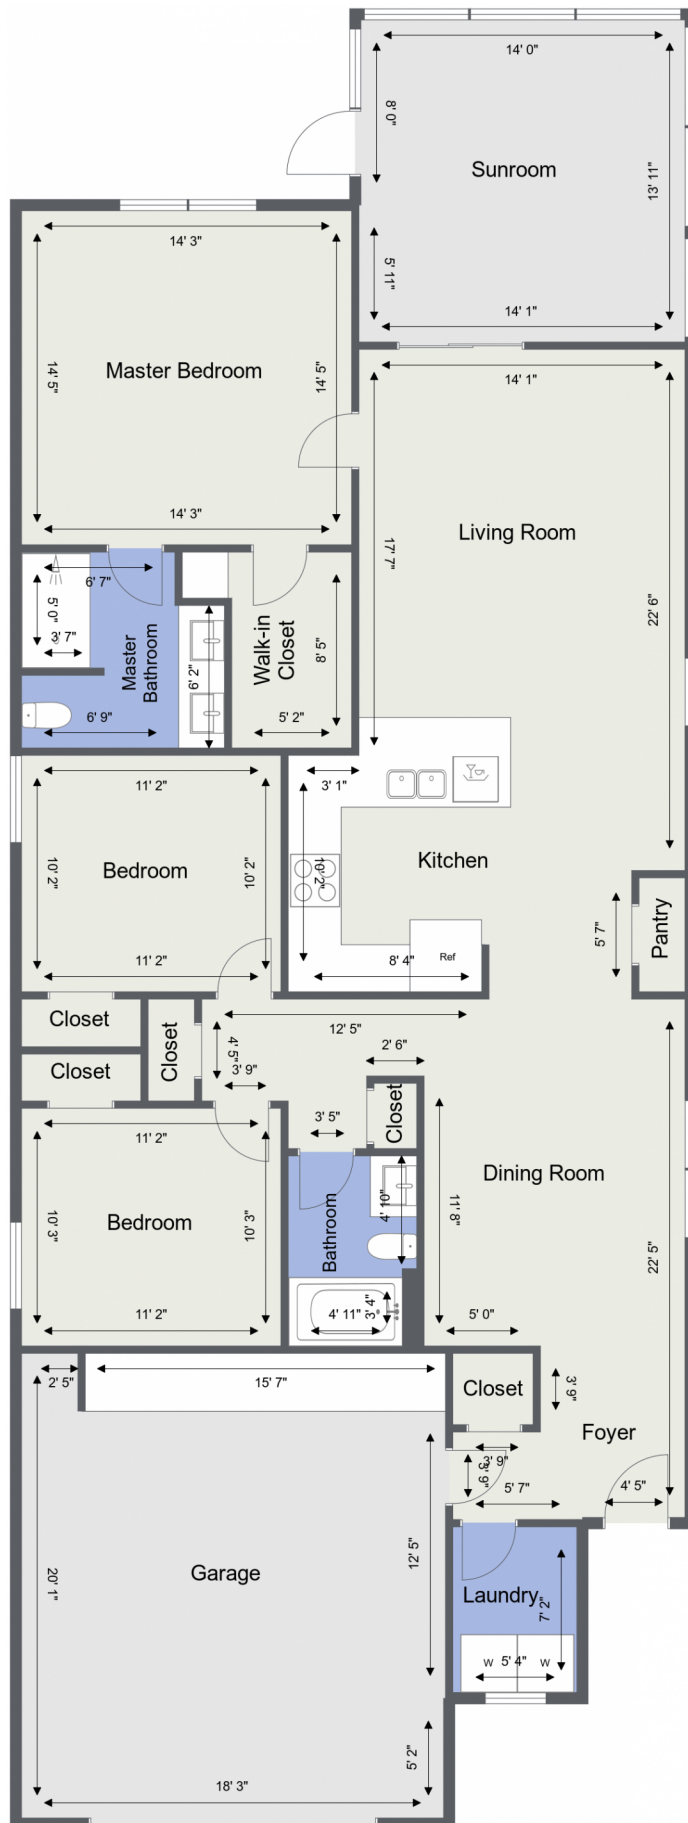 14' 0"
8' 0"
Sunroom
13' 11"
5' 11"
14' 1"
14' 3"
14' 5"
Master Bedroom
14' 5"
14' 3"
14' 1"
17' 7"
Living Room
22' 6"
6' 7"
5' 0"
3' 7"
Master
Bathroom
6' 2"
6' 9"
Walk-in
Closet
8' 5"
5' 2"
11' 2"
10' 2"
Bedroom
10' 2"
11' 2"
3' 1"
10' 2"
Kitchen
8' 4"
Ref
5' 7"
Pantry
Closet
Closet
Closet
4' 5"
12' 5"
3' 9"
2' 6"
3' 5"
Closet
11' 2"
10' 3"
Bedroom
10' 3"
11' 2"
Bathroom
4' 10"
4' 11"
3' 4"
11' 8"
Dining Room
22' 5"
5' 0"
2' 5"
15' 7"
Closet
3' 9"
Foyer
3' 9"
3' 9"
5' 7"
4' 5"
20' 1"
Garage
12' 5"
Laundry
7' 2"
W
5' 4"
W
5' 2"
18' 3"